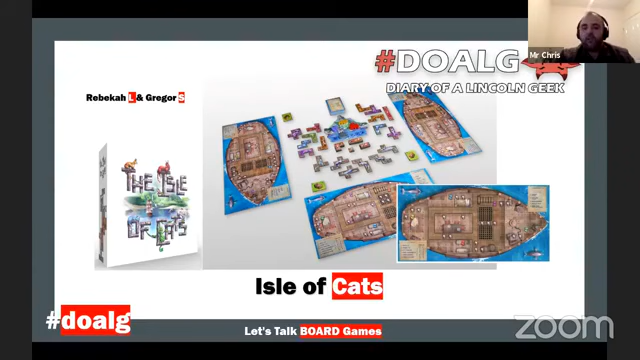 Mr Chris
#DOALG
DIARY OF A LINCOLN GEEK
Rebekah L & Gregor S
THE ISLE
OF CATS
Isle of Cats
#doalg
Let's Talk BOARD Games
zoom